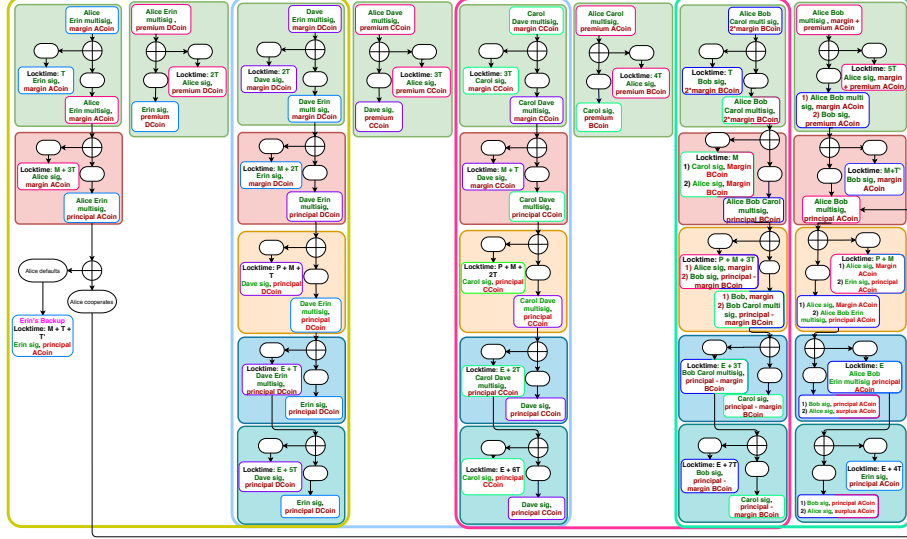 Alice
Erin multisig,
margin ACoin
Locktime: T
Erin sig,
margin ACoin
Alice
Erin multisig,
margin ACoin
Locktime: M + 3T
Alice sig,
margin ACoin
Alice Erin
multisig,
principal ACoin
Alice defaults
Alice cooperates
Erin's Backup
Locktime: M + T +
T'
Erin sig, principal
ACoin
Alice Erin ,
multisig,
premium DCoin
Locktime: 2T
Alice sig,
premium DCoin
Erin sig,
premium
DCoin
Dave
Erin multisig,
margin DCoin
Locktime: 2T
Dave sig,
margin DCoin
Dave Erin
multi sig,
margin DCoin
Locktime: M + 2T
Erin sig,
margin DCoin
Dave Erin
multisig,
principal DCoin
Locktime: P + M +
T
Dave sig, principal
DCoin
Dave Erin
multisig,
principal
DCoin
Locktime: E + T
Dave Erin
multisig,
principal DCoin
Erin sig,
principal DCoin
Locktime: E + 5T
Dave sig,
principal DCoin
Erin sig,
principal DCoin
Alice Dave
multisig,
premium CCoin
Locktime: 3T
Alice sig,
premium CCoin
Dave sig,
premium
CCoin
Carol
Dave multisig,
margin CCoin
Locktime: 3T
Carol sig,
margin CCoin
Carol Dave
multisig,
margin CCoin
Locktime: M + T
Dave sig,
margin CCoin
Carol Dave
multisig,
principal CCoin
Locktime: P + M +
2T
Carol sig, principal
CCoin
Carol Dave
multisig,
principal
CCoin
Locktime: E + 2T
Carol Dave
multisig,
principal CCoin
Dave sig,
principal CCoin
Locktime: E + 6T
Carol sig, principal
CCoin
Dave sig,
principal CCoin
Alice Carol
multisig,
premium ACoin
Locktime: 4T
Alice sig,
premium BCoin
Carol sig,
premium
BCoin
Alice Bob
Carol multi sig,
2*margin BCoin
Locktime: T
Bob sig,
2*margin BCoin
Alice Bob
Carol multisig,
2*margin BCoin
Locktime: M
1) Carol sig, Margin
BCoin
2) Alice sig, Margin
BCoin
Alice Bob Carol
multisig,
principal BCoin
Locktime: P + M + 3T
1) Alice sig, margin
2) Bob sig, principal -
margin BCoin
1) Bob, margin
2) Bob Carol multi
sig, principal -
margin BCoin
Locktime: E + 3T
Bob Carol multisig,
principal - margin
BCoin
Carol sig,
principal - margin
BCoin
Locktime: E + 7T
Bob sig,
principal -
margin BCoin
Carol sig,
principal -
margin BCoin
Alice Bob
multisig , margin +
premium ACoin
Locktime: 5T
Alice sig, margin
+ premium ACoin
1) Alice Bob multi
sig, margin ACoin
2) Bob sig,
premium ACoin
Locktime: M+T'
Bob sig, margin
ACoin
Alice Bob
multisig,
principal ACoin
Locktime: P + M
1) Alice sig, Margin
ACoin
2) Erin sig, principal
ACoin
1) Alice sig, Margin ACoin
2) Alice Bob Erin
multisig, principal ACoin
Locktime: E
Alice Bob
Erin multisig principal
ACoin
1) Bob sig, principal ACoin
2) Alice sig, surplus ACoin
Locktime: E + 4T
Erin sig,
principal ACoin
1) Bob sig, principal ACoin
2) Alice sig, surplus ACoin